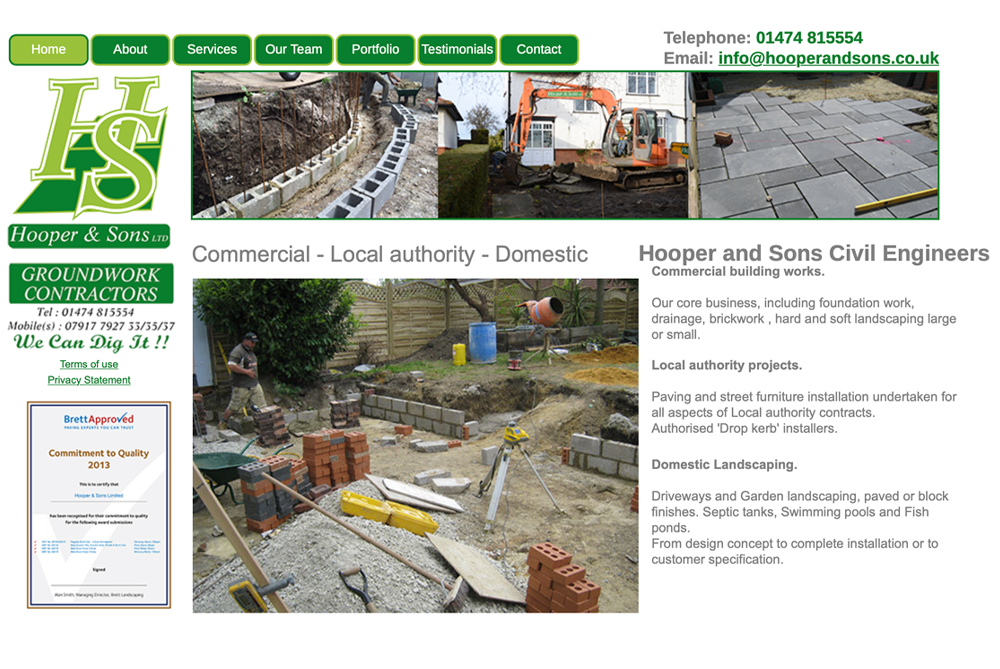 Home
About
Services
Our Team
Portfolio
Testimonials
Contact
Telephone: 01474 815554
Email: info@hooperandsons.co.uk
HS
Hooper & Sons LTD
GROUNDWORK
CONTRACTORS
Tel : 01474 815554
Mobile(s) : 07917 7927 33/35/37
We Can Dig It !!
Terms of use
Privacy Statement
BrettApproved
PAVING EXPERTS YOU CAN TRUST
Commitment to Quality
2013
This is to certify that
Hooper & Sons Limited
has been recognised for their commitment to quality
for the following award submissions
Signed
Managing Director, Brett Landscaping
HOOPER & SONS
Commercial - Local authority - Domestic
Hooper and Sons Civil Engineers
Commercial building works.
Our core business, including foundation work,
drainage, brickwork , hard and soft landscaping large
or small.
Local authority projects.
Paving and street furniture installation undertaken for
all aspects of Local authority contracts.
Authorised 'Drop kerb' installers.
Domestic Landscaping.
Driveways and Garden landscaping, paved or block
finishes. Septic tanks, Swimming pools and Fish
ponds.
From design concept to complete installation or to
customer specification.